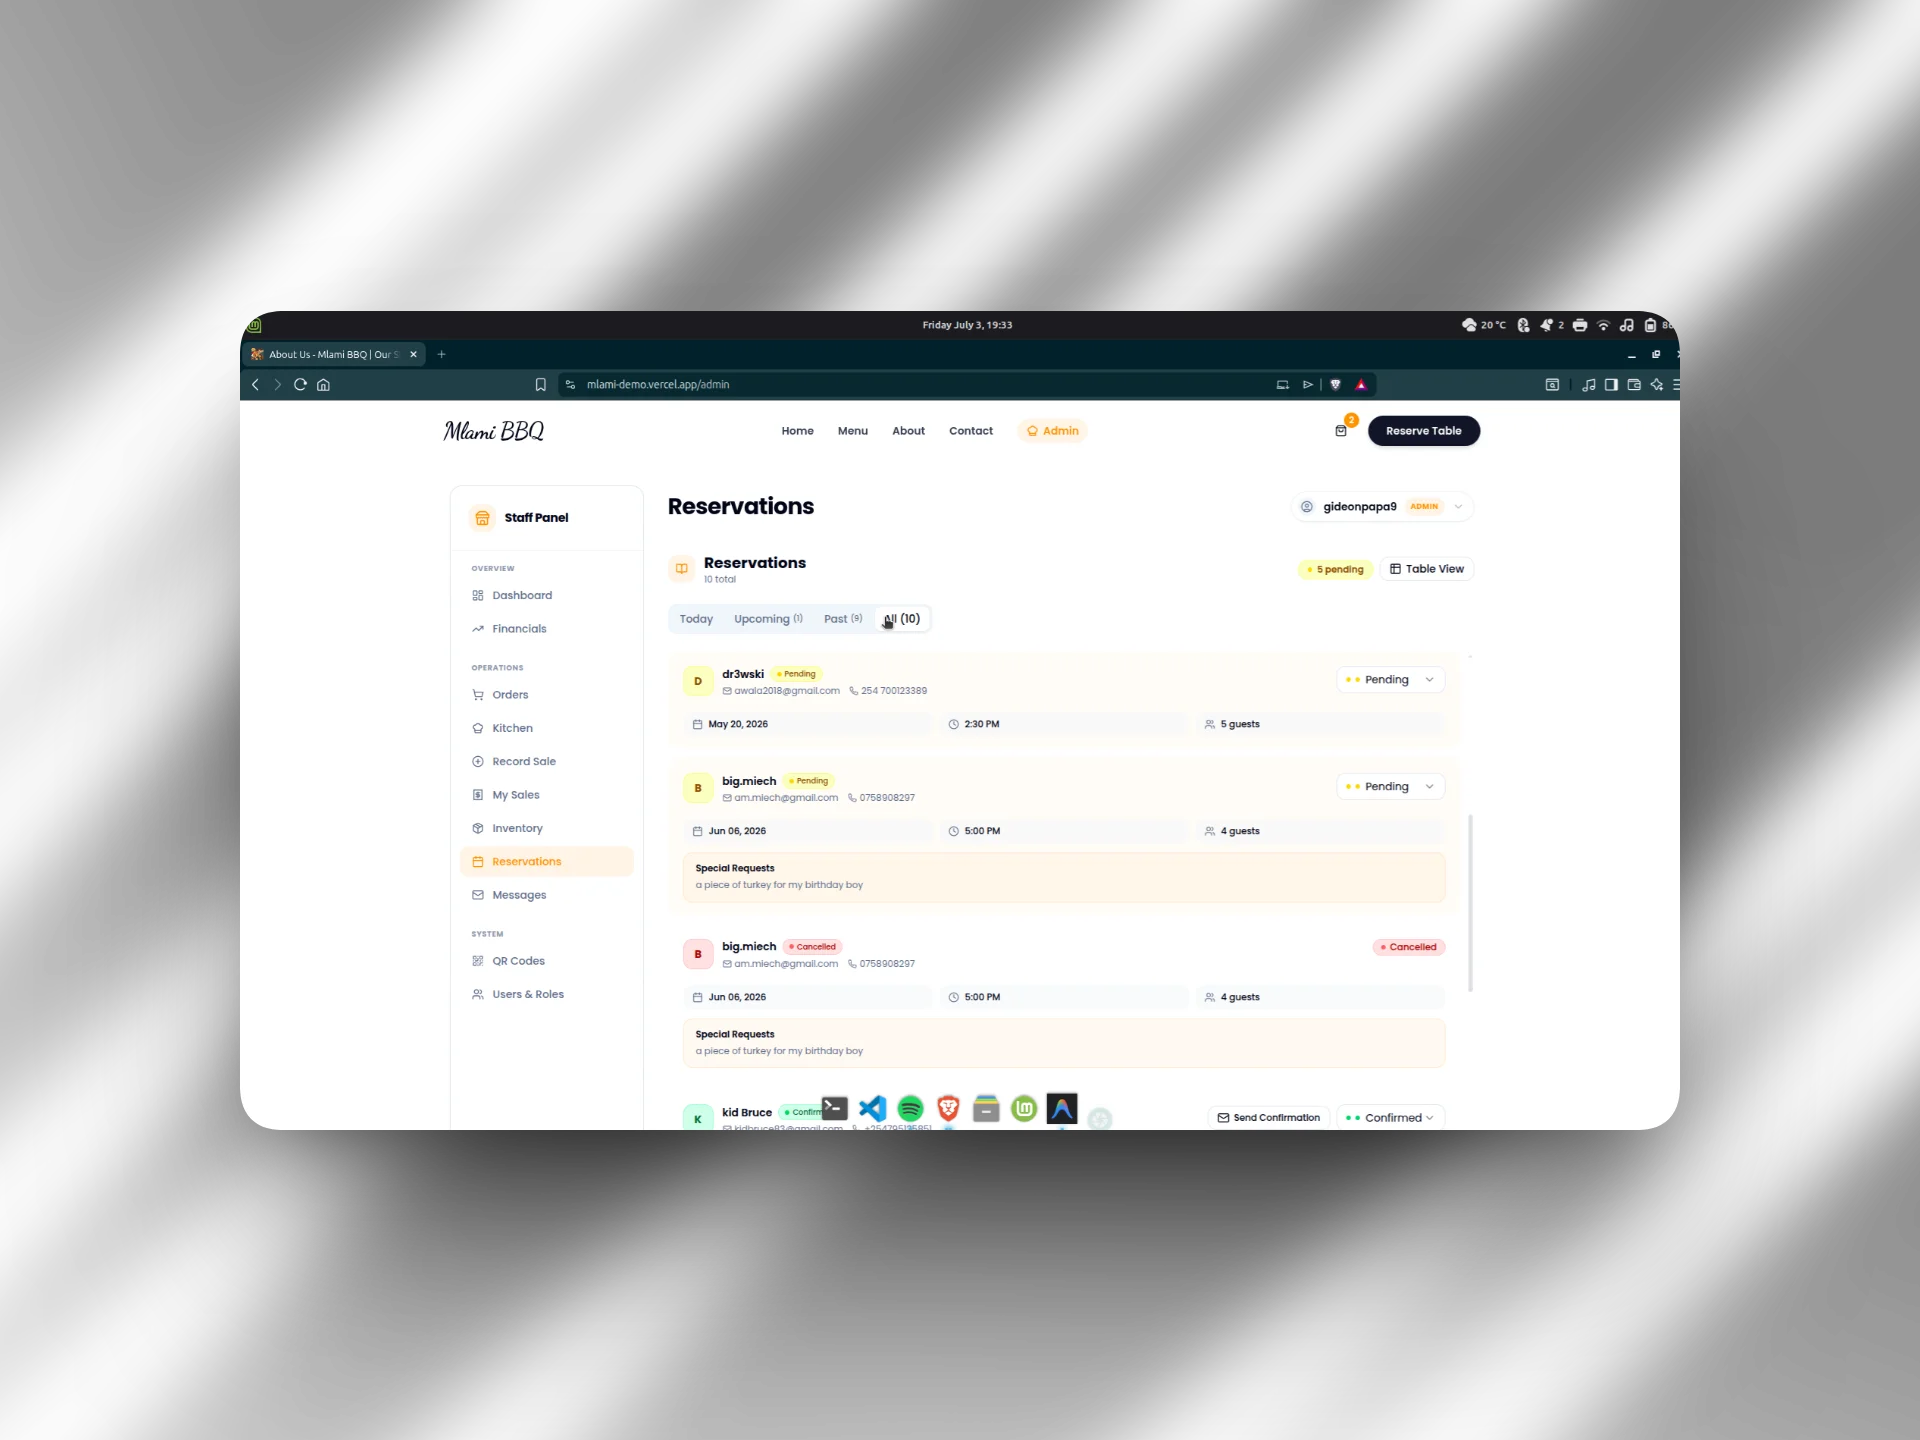 Friday July 3, 19:33
20 °C
2
About Us - Mlami BBQ | Our S
mlami-demo.vercel.app/admin
Mlami BBQ
Home
Menu
About
Contact
Admin
2
Reserve Table
Staff Panel
OVERVIEW
Dashboard
Financials
OPERATIONS
Orders
Kitchen
Record Sale
My Sales
Inventory
Reservations
Messages
SYSTEM
QR Codes
Users & Roles
Reservations
gideonpapa9 ADMIN
Reservations
10 total
5 pending
Table View
Today
Upcoming (1)
Past (9)
All (10)
D
dr3wski
Pending
awala2018@gmail.com
254 700123389
Pending
May 20, 2026
2:30 PM
5 guests
B
big.miech
Pending
am.miech@gmail.com
0758908297
Pending
Jun 06, 2026
5:00 PM
4 guests
Special Requests
a piece of turkey for my birthday boy
B
big.miech
Cancelled
am.miech@gmail.com
0758908297
Cancelled
Jun 06, 2026
5:00 PM
4 guests
Special Requests
a piece of turkey for my birthday boy
K
kid Bruce
Confirm
kidbruce83@gmail.com
Send Confirmation
Confirmed